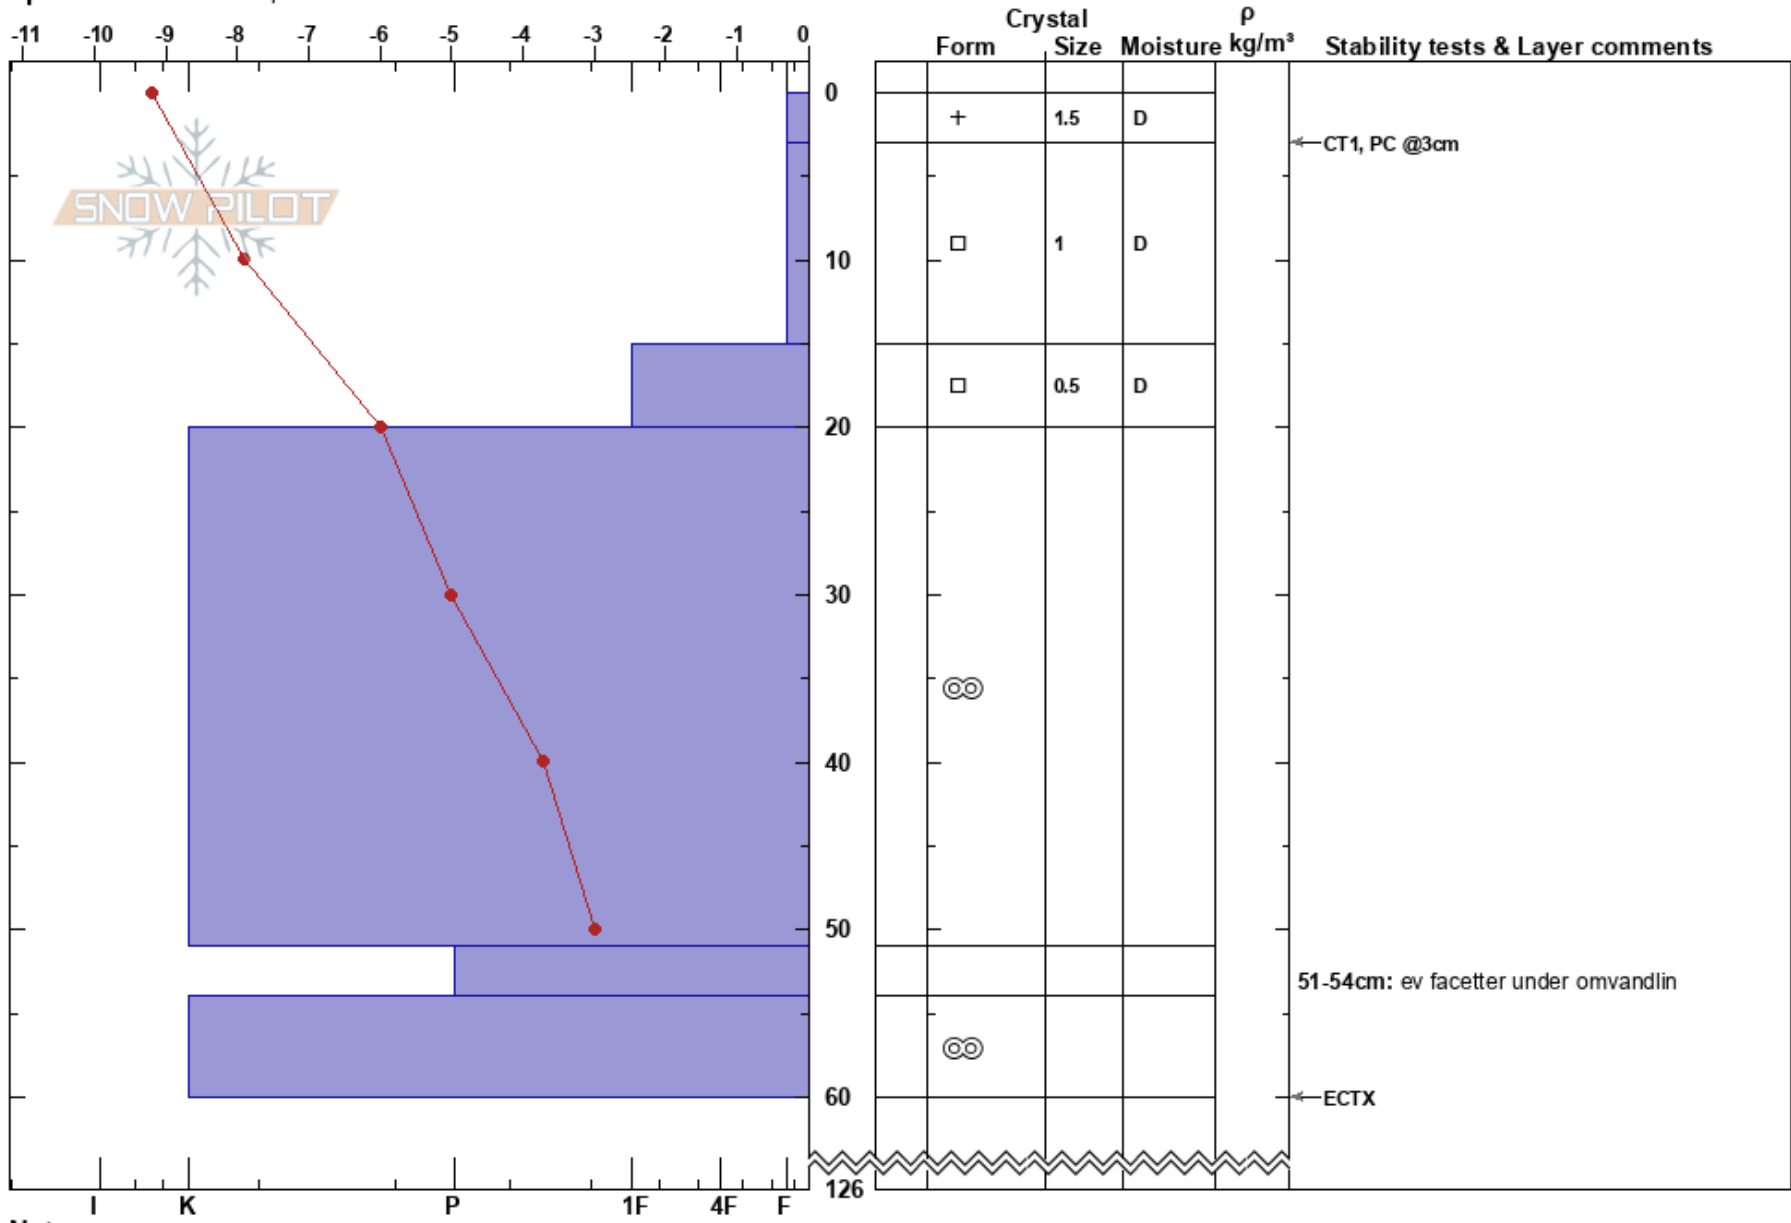 Crystal ρ
-11 -10 -9 -8 -7 -6 -5 -4 -3 -2 -1 0 Form Size Moisture kg/m³ Stability tests & Layer comments
0
+ 1.5 D
CT1, PC @3cm
SNOW PILOT
1 D
10
0.5 D
20
30
40
50
51-54cm: ev facetter under omvandlin
60 ECTX
126
I K P 1F 4F F